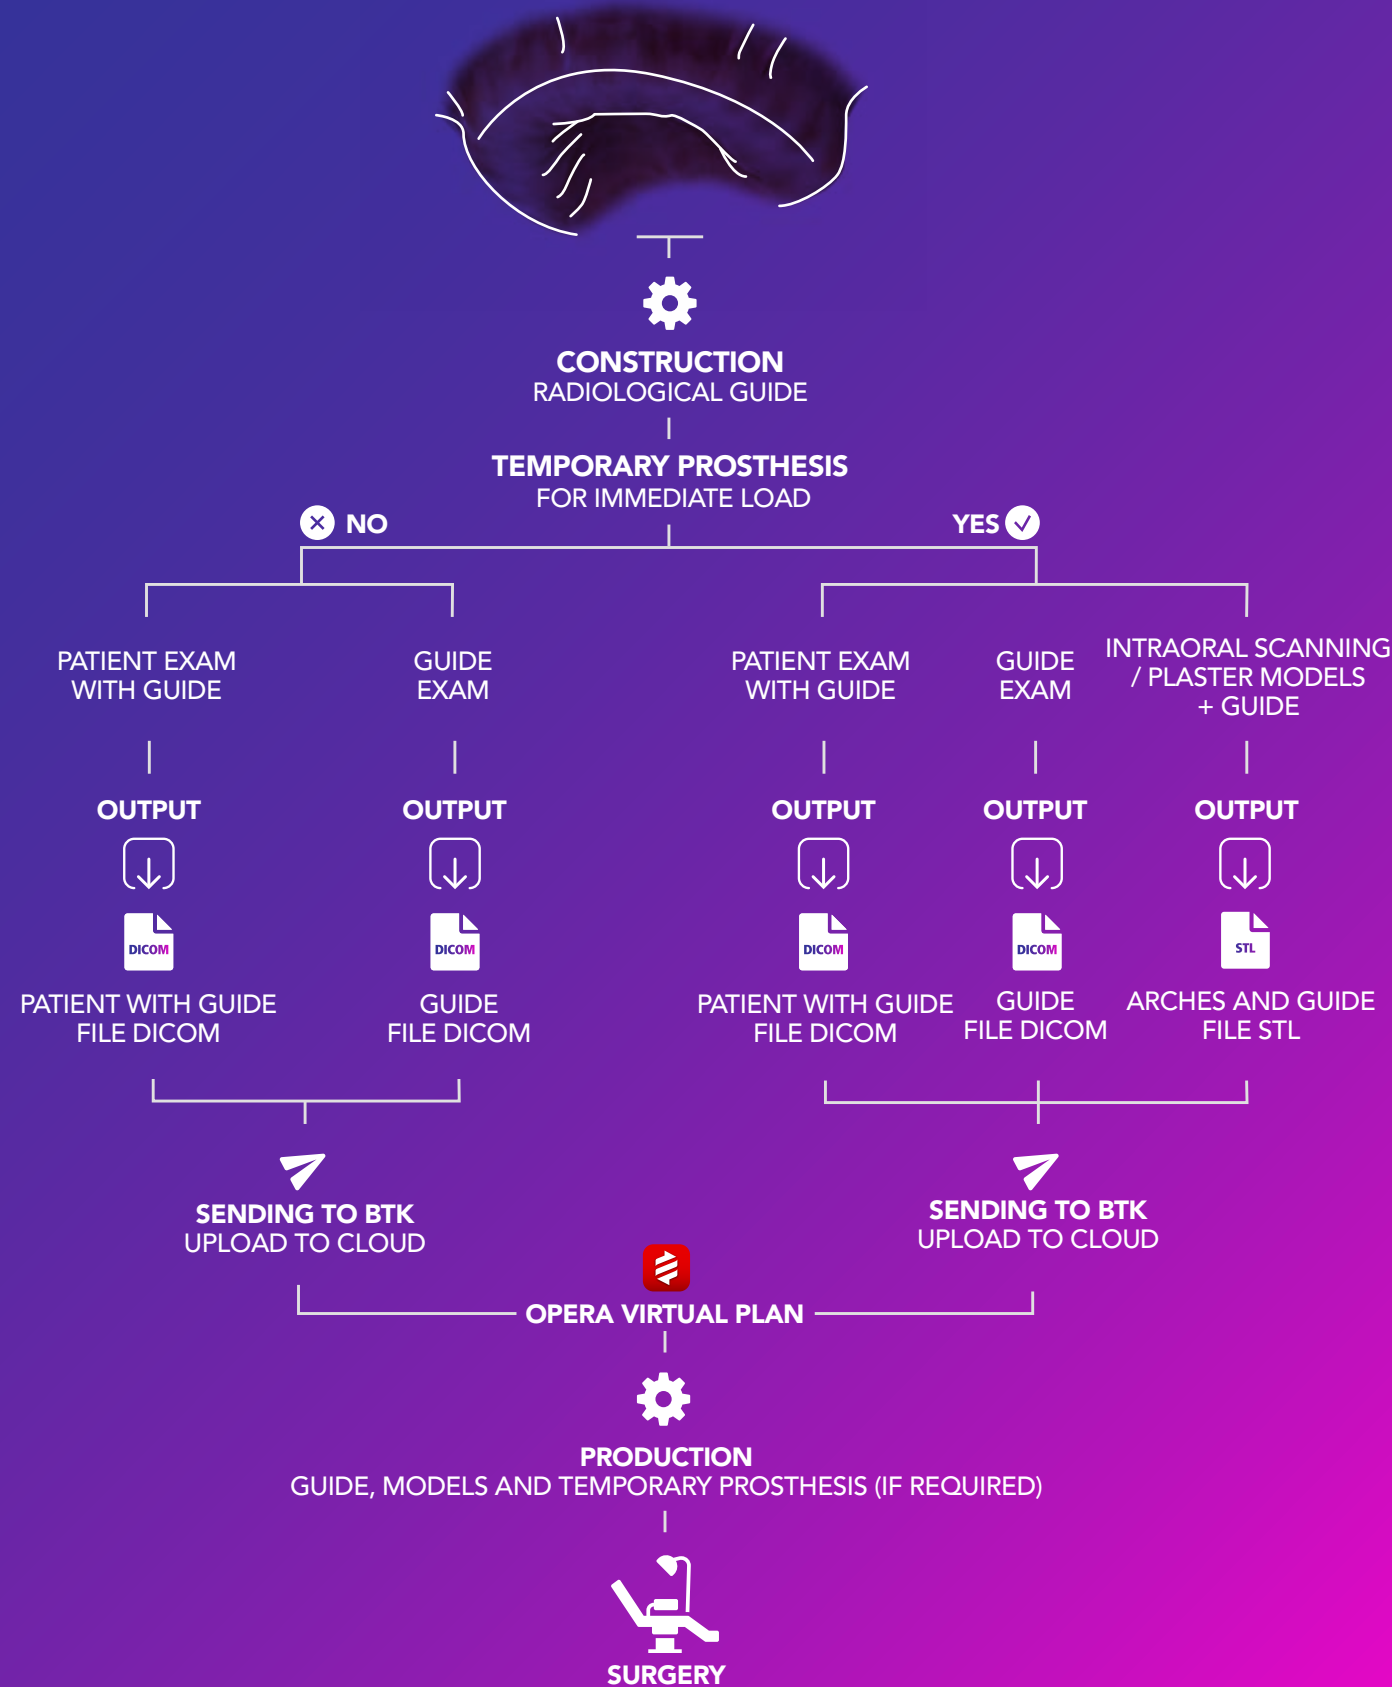 CONSTRUCTION
RADIOLOGICAL GUIDE
TEMPORARY PROSTHESIS
FOR IMMEDIATE LOAD
NO
YES
PATIENT EXAM
WITH GUIDE
GUIDE
EXAM
PATIENT EXAM
WITH GUIDE
GUIDE
EXAM
INTRAORAL SCANNING
/ PLASTER MODELS
+ GUIDE
OUTPUT
OUTPUT
OUTPUT
OUTPUT
OUTPUT
DICOM
DICOM
DICOM
DICOM
STL
PATIENT WITH GUIDE
FILE DICOM
GUIDE
FILE DICOM
PATIENT WITH GUIDE
FILE DICOM
GUIDE
FILE DICOM
ARCHES AND GUIDE
FILE STL
SENDING TO BTK
UPLOAD TO CLOUD
SENDING TO BTK
UPLOAD TO CLOUD
OPERA VIRTUAL PLAN
PRODUCTION
GUIDE, MODELS AND TEMPORARY PROSTHESIS (IF REQUIRED)
SURGERY